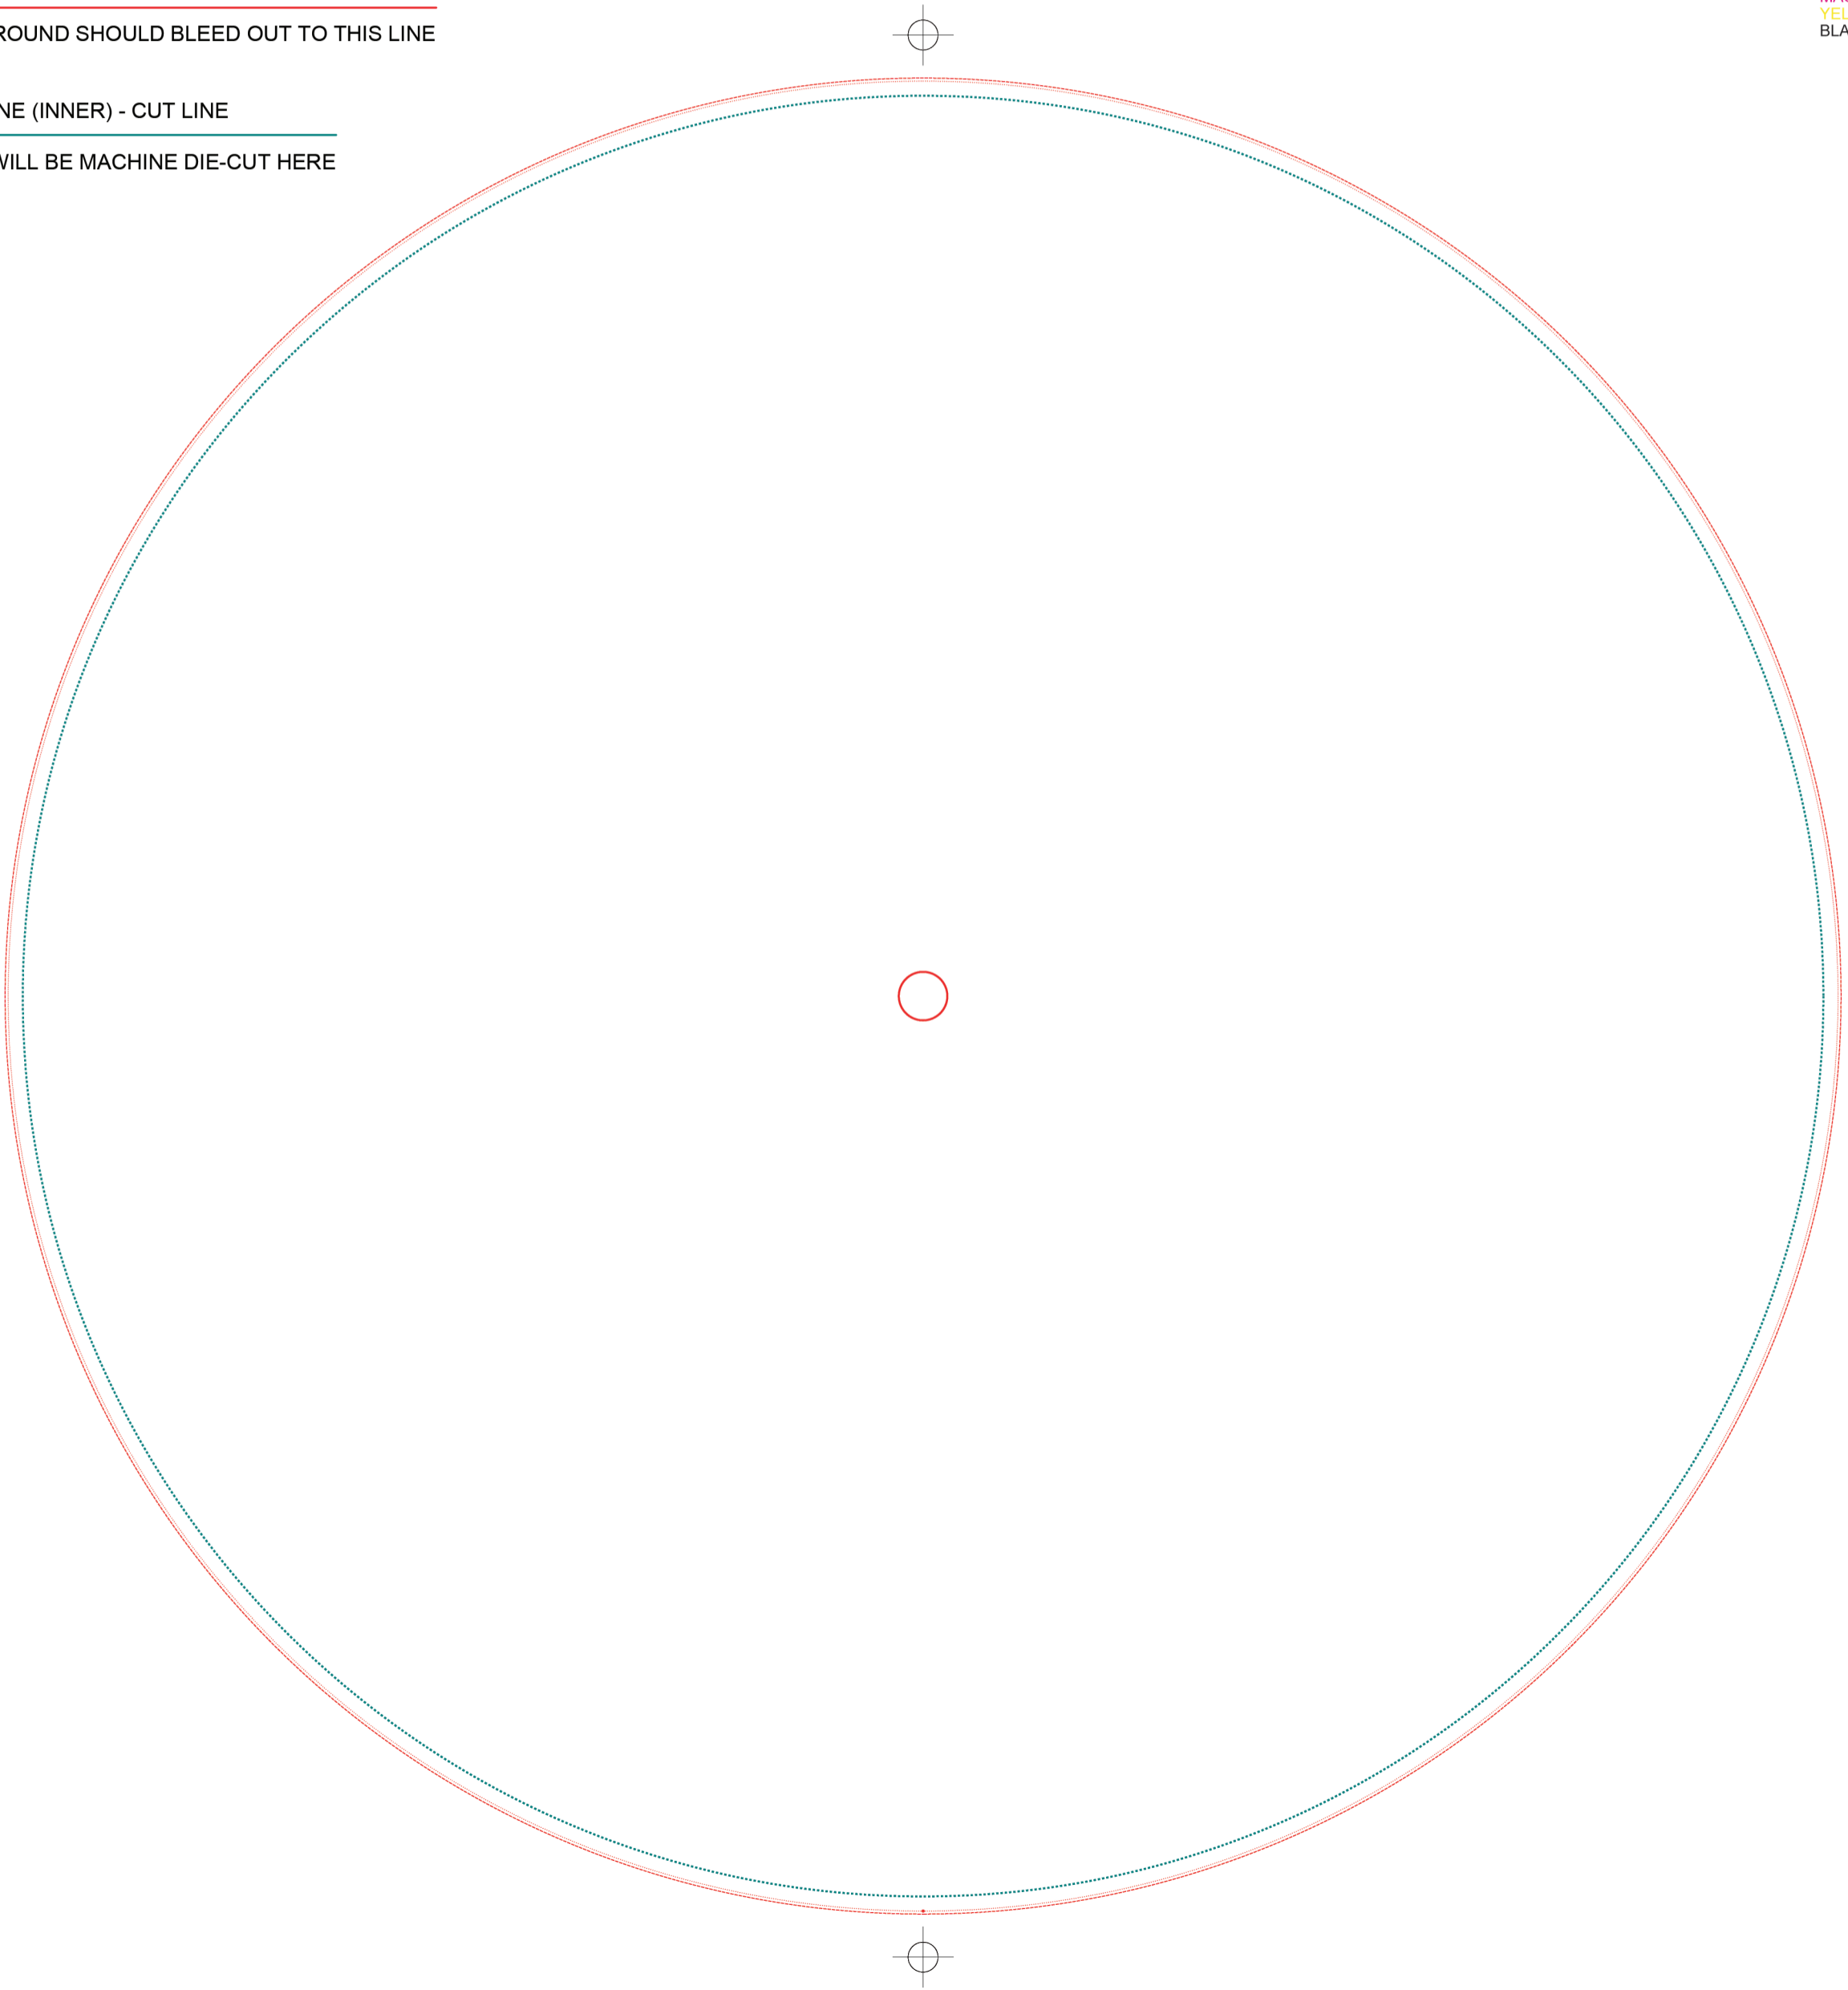 ROUND SHOULD BLEED OUT TO THIS LINE
NE (INNER) - CUT LINE
WILL BE MACHINE DIE-CUT HERE
YEL
BLA